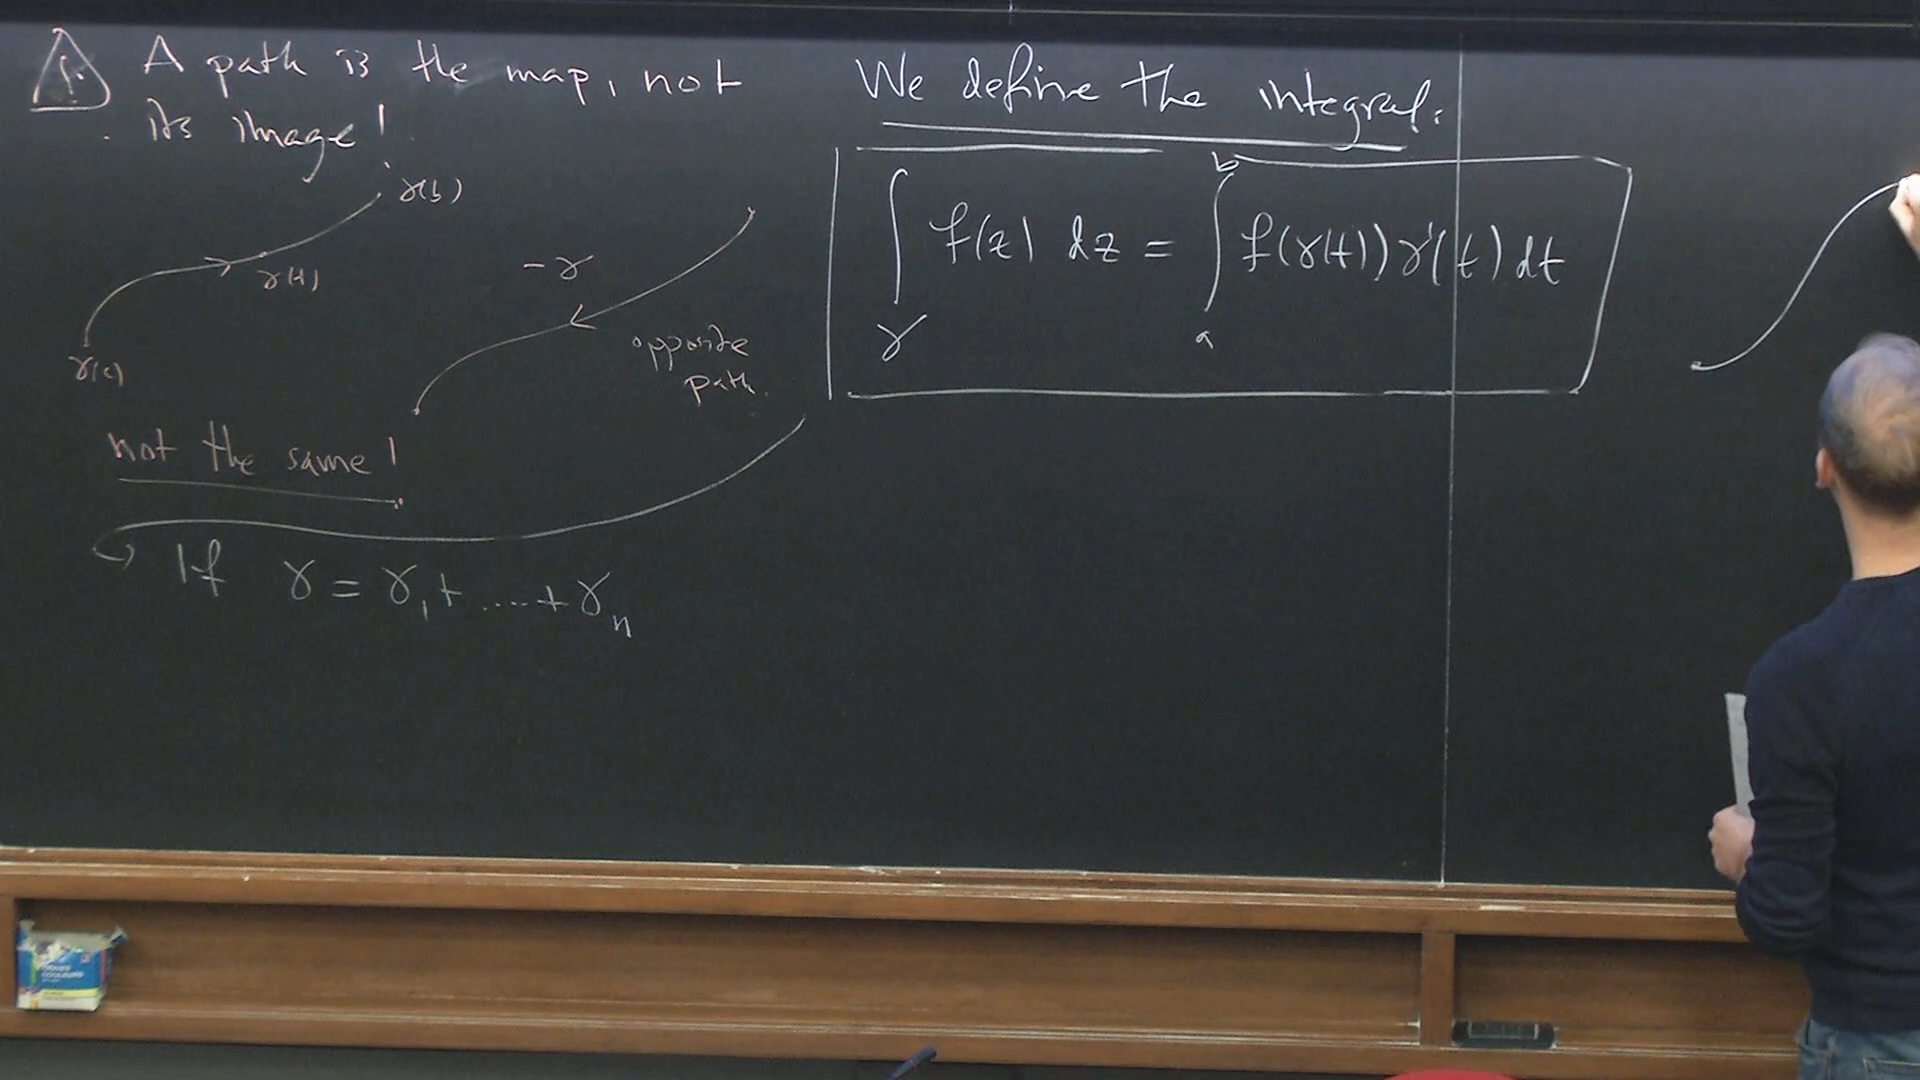 !. A path is the map, not
its image!
γ(b)
γ(t)
γ(a)
-γ
opposite
path.
not the same!
If γ = γ₁ + ..... + γₙ
We define the integral.
∫_γ f(z) dz = ∫_a^b f(γ(t)) γ'(t) dt